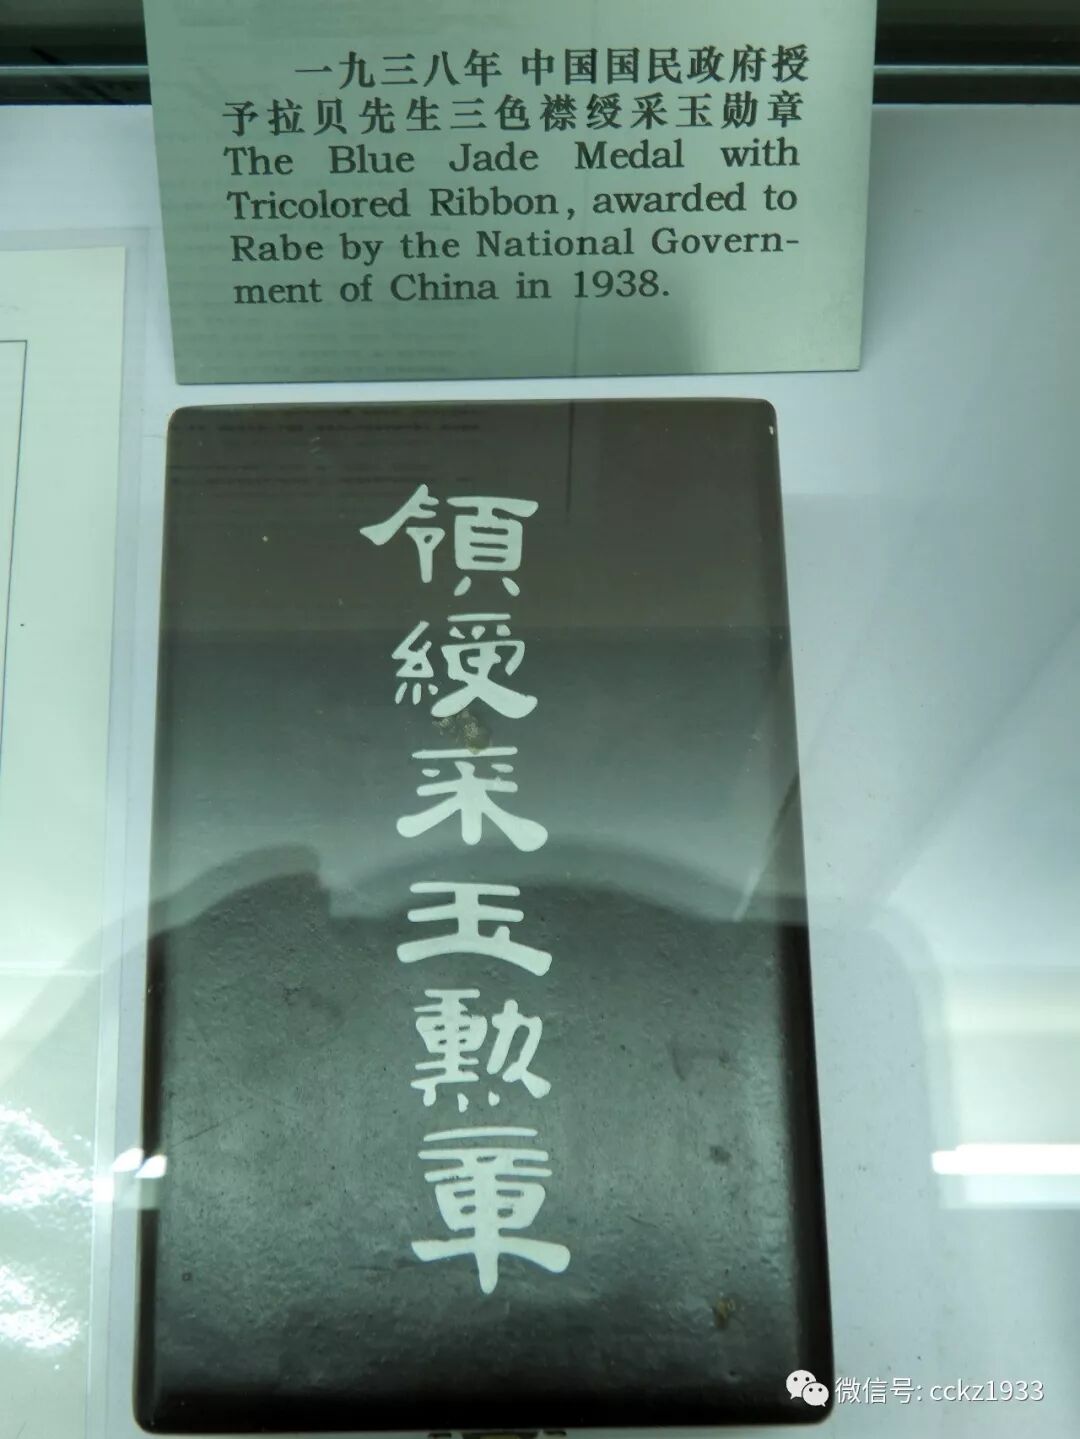 一九三八年 中国国民政府授
予拉贝先生三色襟绶采玉勋章
The Blue Jade Medal with
Tricolored Ribbon, awarded to
Rabe by the National Govern-
ment of China in 1938.
領綬采玉勲章
微信号: cckz1933